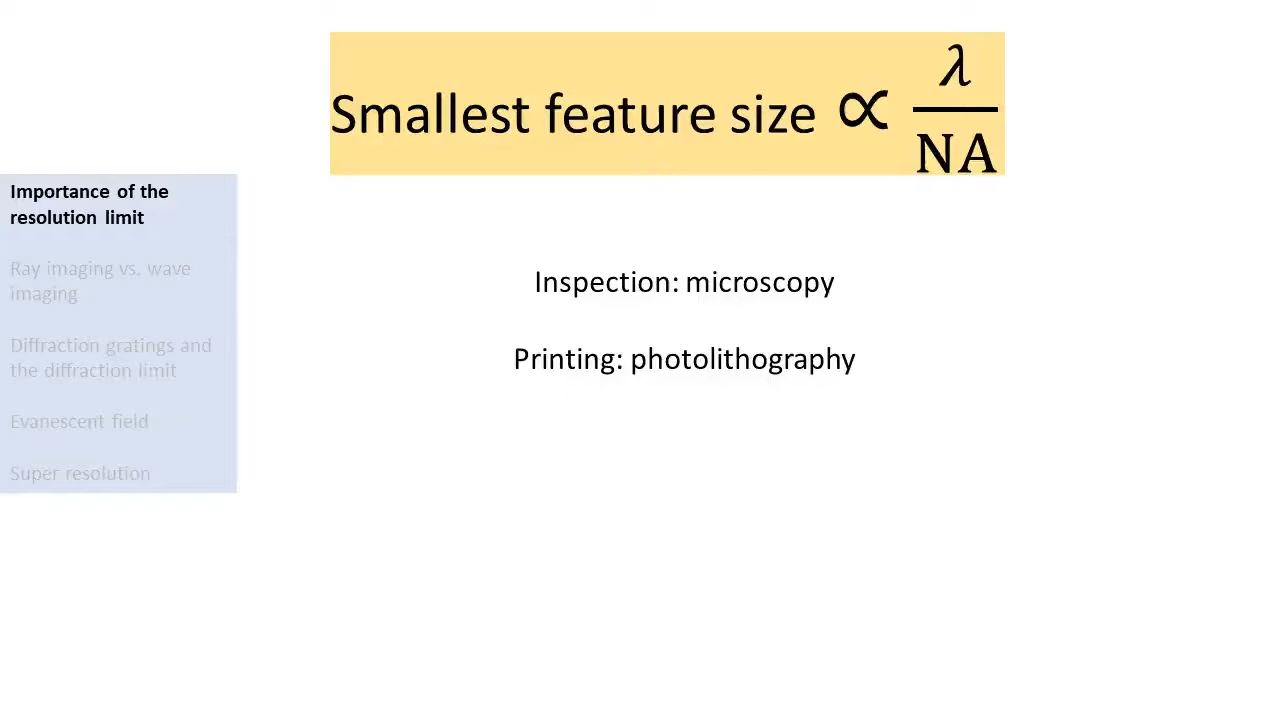 Smallest feature size ∝ λ/NA
Importance of the
resolution limit
Ray imaging vs. wave
imaging
Diffraction gratings and
the diffraction limit
Evanescent field
Super resolution
Inspection: microscopy
Printing: photolithography